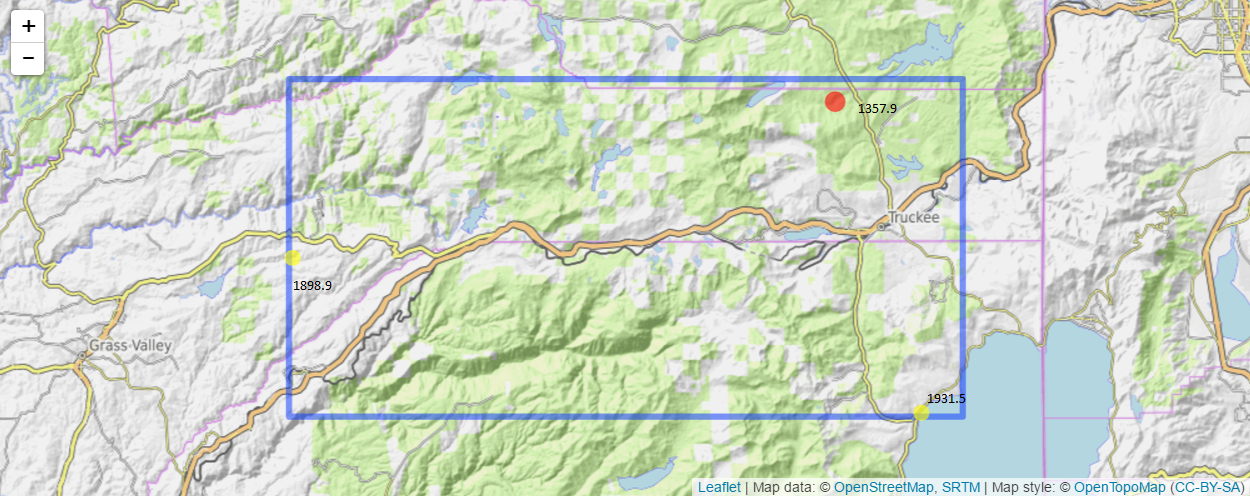 +
−
1357.9
Truckee
1898.9
Grass Valley
1931.5
Leaflet | Map data: © OpenStreetMap, SRTM | Map style: © OpenTopoMap (CC-BY-SA)